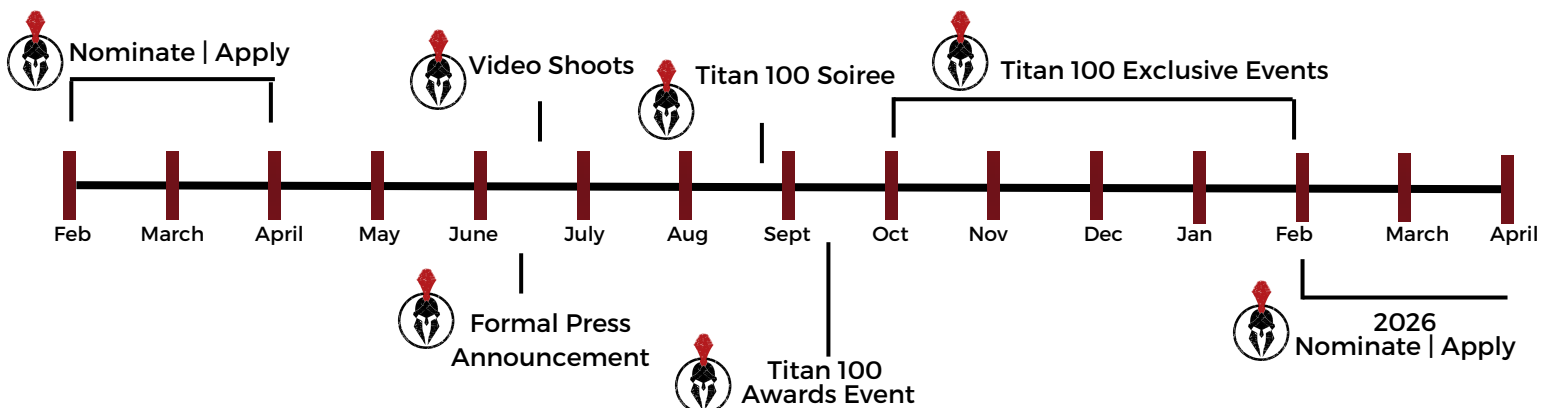 Nominate | Apply
Video Shoots
Titan 100 Soiree
Titan 100 Exclusive Events
Feb
March
April
May
June
July
Aug
Sept
Oct
Nov
Dec
Jan
Feb
March
April
Formal Press
Announcement
Titan 100
Awards Event
2026
Nominate | Apply